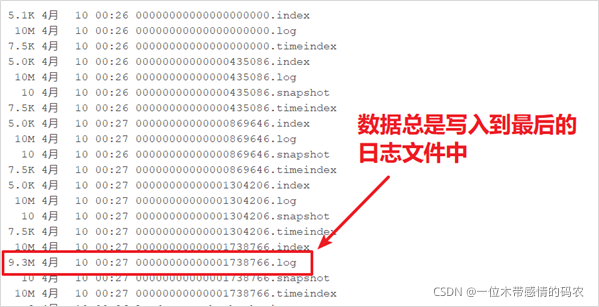 5.1K 4月 10 00:26 00000000000000000000.index
10M 4月 10 00:26 00000000000000000000.log
7.5K 4月 10 00:26 00000000000000000000.timeindex
5.0K 4月 10 00:26 00000000000000435086.index
10M 4月 10 00:26 00000000000000435086.log
10 4月 10 00:26 00000000000000435086.snapshot
7.5K 4月 10 00:26 00000000000000435086.timeindex
5.0K 4月 10 00:27 00000000000000869646.index
10M 4月 10 00:27 00000000000000869646.log
10 4月 10 00:27 00000000000000869646.snapshot
7.5K 4月 10 00:27 00000000000000869646.timeindex
5.0K 4月 10 00:27 00000000000001304206.index
10M 4月 10 00:27 00000000000001304206.log
10 4月 10 00:27 00000000000001304206.snapshot
7.5K 4月 10 00:27 00000000000001304206.timeindex
10M 4月 10 00:27 00000000000001738766.index
9.3M 4月 10 00:27 00000000000001738766.log
10 4月 10 00:27 00000000000001738766.snapshot
10M 4月 10 00:27 00000000000001738766.timeindex
数据总是写入到最后的
日志文件中
CSDN @一位木带感情的码农